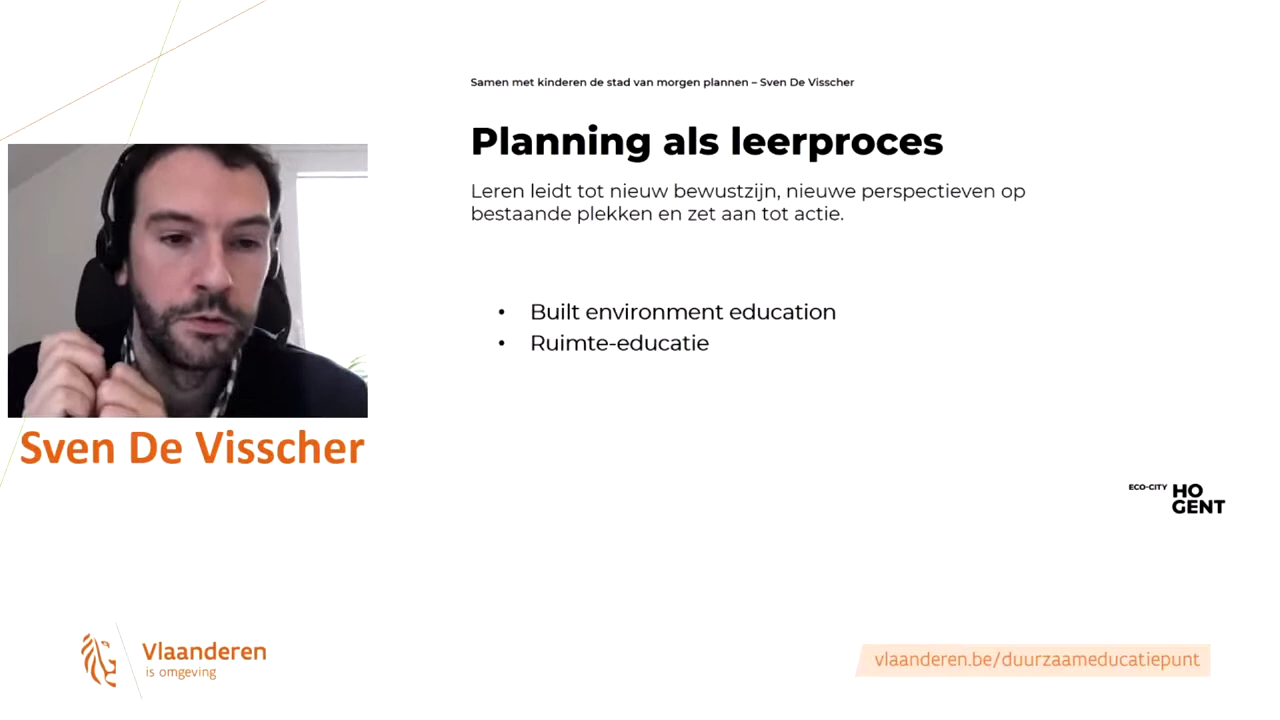 Samen met kinderen de stad van morgen plannen – Sven De Visscher
Planning als leerproces
Leren leidt tot nieuw bewustzijn, nieuwe perspectieven op
bestaande plekken en zet aan tot actie.
• Built environment education
• Ruimte-educatie
Sven De Visscher
ECO-CITY HO
GENT
Vlaanderen
is omgeving
vlaanderen.be/duurzaameducatiepunt